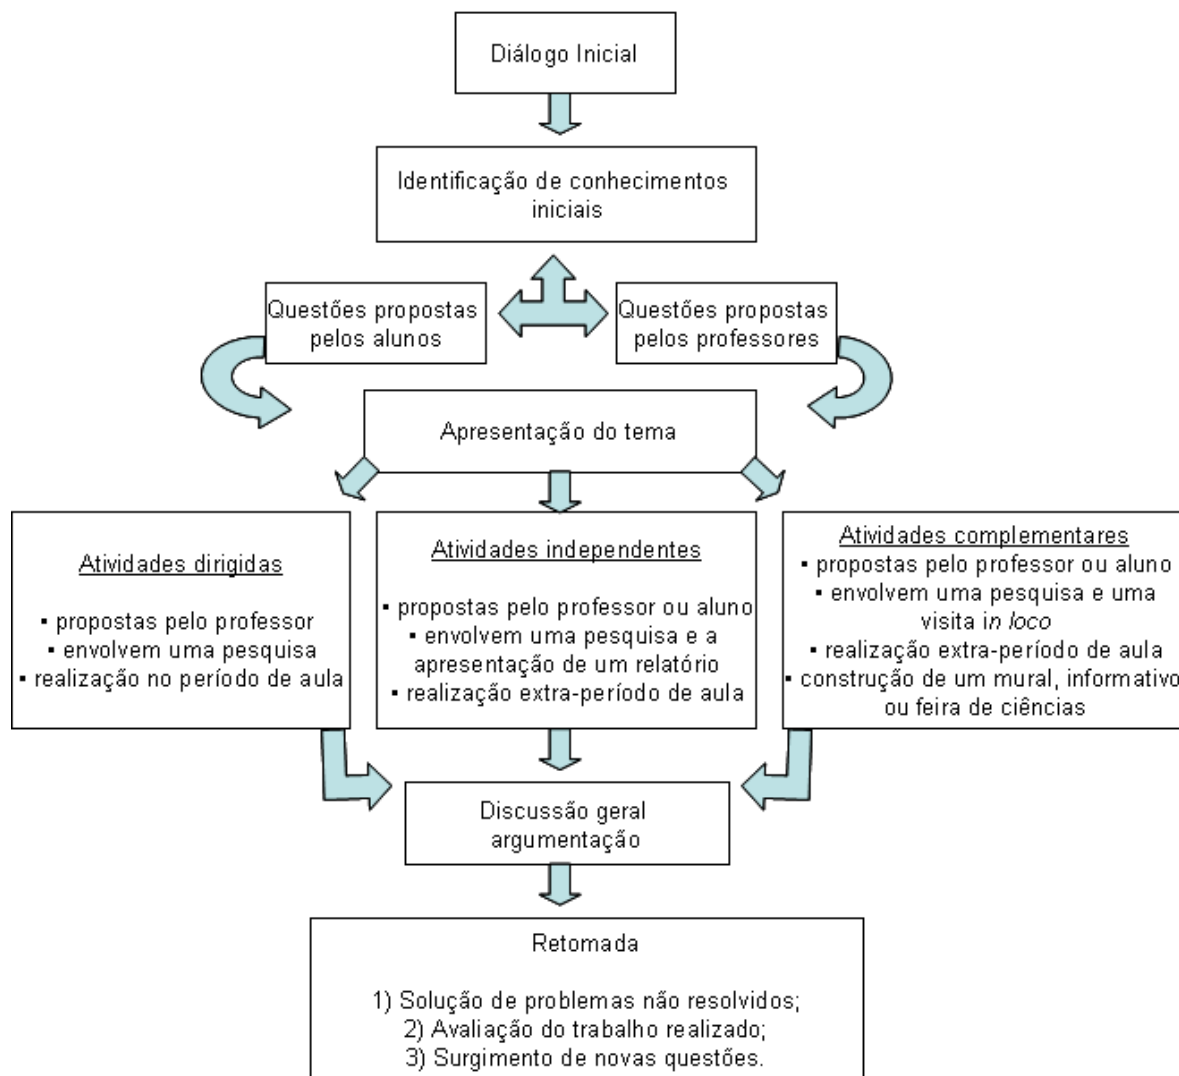 Diálogo Inicial
Identificação de conhecimentos
iniciais
Questões propostas
pelos alunos
Questões propostas
pelos professores
Apresentação do tema
Atividades dirigidas
▪ propostas pelo professor
▪ envolvem uma pesquisa
▪ realização no período de aula
Atividades independentes
▪ propostas pelo professor ou aluno
▪ envolvem uma pesquisa e a
apresentação de um relatório
▪ realização extra-período de aula
Atividades complementares
▪ propostas pelo professor ou aluno
▪ envolvem uma pesquisa e uma
visita in loco
▪ realização extra-período de aula
▪ construção de um mural, informativo
ou feira de ciências
Discussão geral
argumentação
Retomada
1) Solução de problemas não resolvidos;
2) Avaliação do trabalho realizado;
3) Surgimento de novas questões.